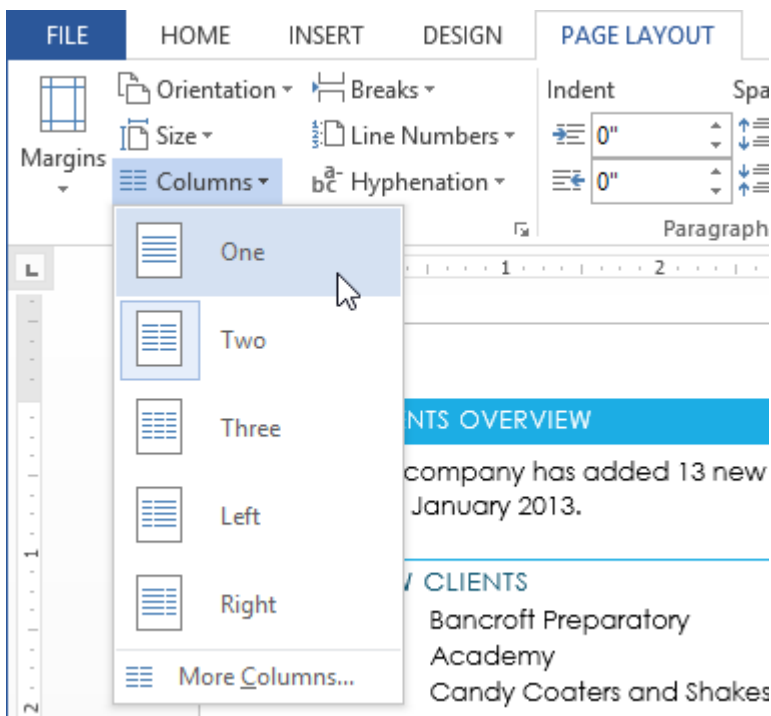 FILE HOME INSERT DESIGN PAGE LAYOUT
Orientation Breaks Indent Spa
Size Line Numbers 0"
Margins
Columns Hyphenation 0"
Paragraph
One
1 2
Two
Three
NTS OVERVIEW
company has added 13 new
January 2013.
Left
1
CLIENTS
Right
Bancroft Preparatory
Academy
More Columns...
Candy Coaters and Shakes
2